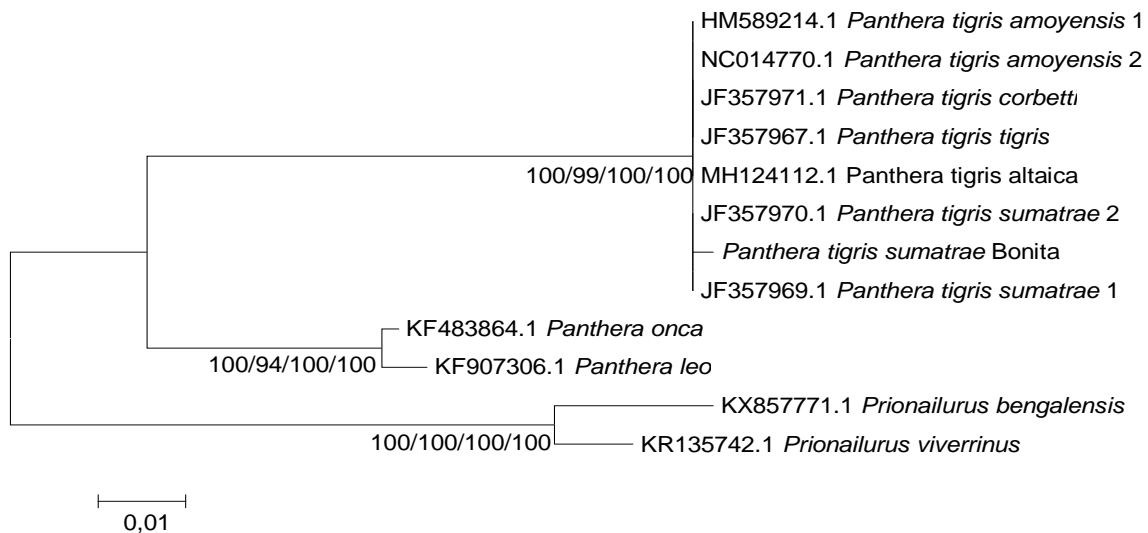 HM589214.1 Panthera tigris amoyensis 1
NC014770.1 Panthera tigris amoyensis 2
JF357971.1 Panthera tigris corbetti
JF357967.1 Panthera tigris tigris
100/99/100/100 MH124112.1 Panthera tigris altaica
JF357970.1 Panthera tigris sumatrae 2
Panthera tigris sumatrae Bonita
JF357969.1 Panthera tigris sumatrae 1
KF483864.1 Panthera onca
100/94/100/100 KF907306.1 Panthera leo
KX857771.1 Prionailurus bengalensis
100/100/100/100 KR135742.1 Prionailurus viverrinus
0,01